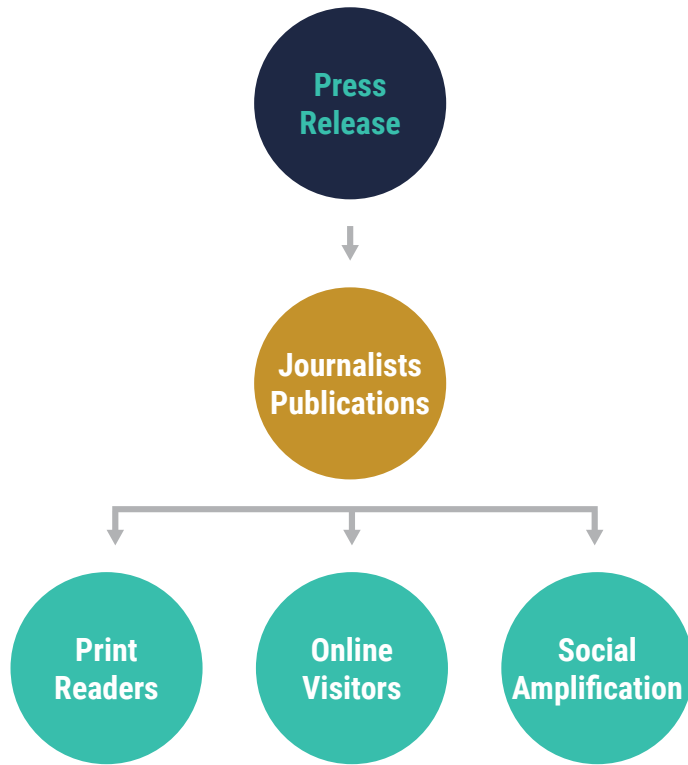 Press
Release
Journalists
Publications
Print
Readers
Online
Visitors
Social
Amplification